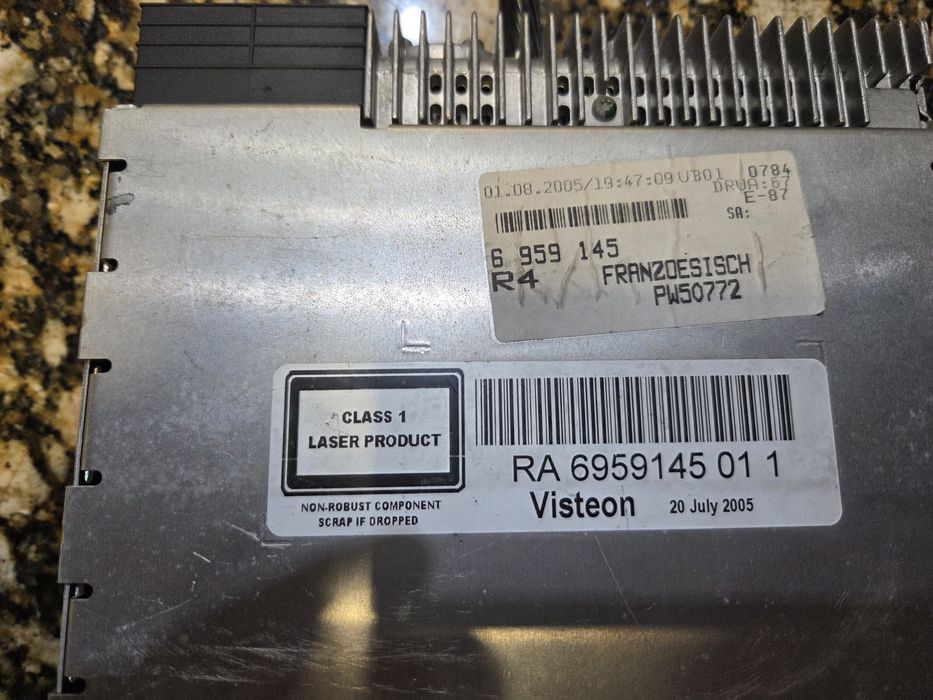 01.08.2005/19:47:09 VB01 0784
DRVA:67
E-87
SA:
6 959 145
R4 FRANZOESISCH
PW50772
CLASS 1
LASER PRODUCT
NON-ROBUST COMPONENT
SCRAP IF DROPPED
RA 6959145 01 1
Visteon 20 July 2005